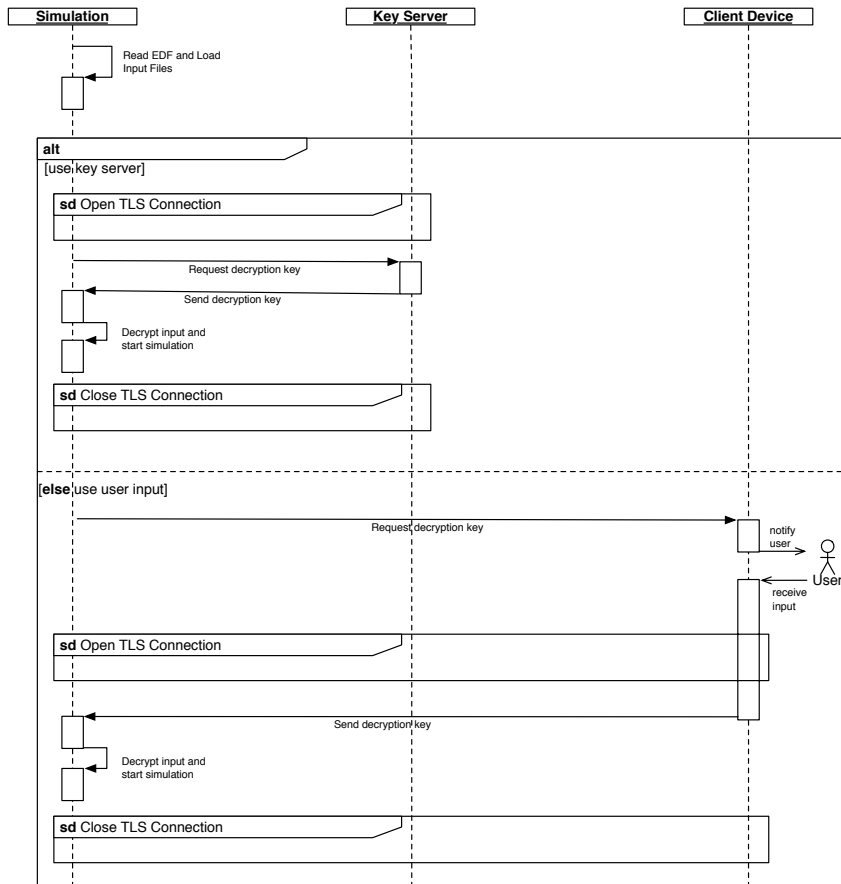 Simulation
Key Server
Client Device
Read EDF and Load
Input Files
alt
[use key server]
sd Open TLS Connection
Request decryption key
Send decryption key
Decrypt input and
start simulation
sd Close TLS Connection
[else use user input]
Request decryption key
notify
user
User
receive
input
sd Open TLS Connection
Send decryption key
Decrypt input and
start simulation
sd Close TLS Connection